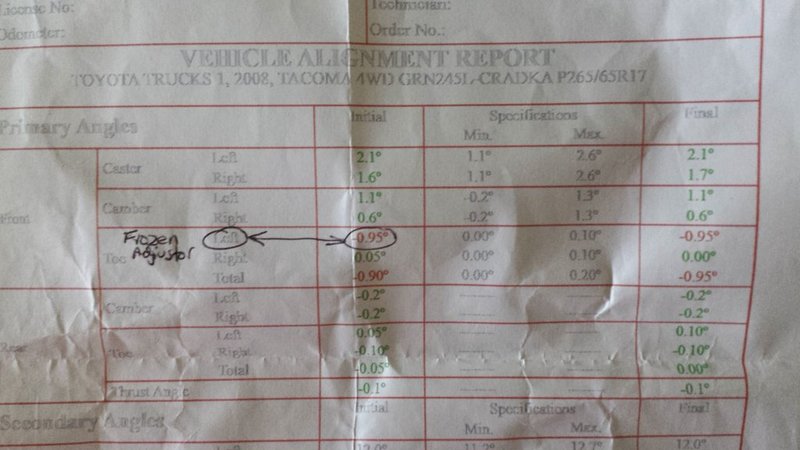 License No:
Technician:
Odometer:
Order No.:
VEHICLE ALIGNMENT REPORT
TOYOTA TRUCKS 1, 2008, TACOMA 4WD GRN245L-CRADKA P265/65R17
Primary Angles Initial Specifications Final
Min. Max.
Front Caster Left 2.1° 1.1° 2.6° 2.1°
Right 1.6° 1.1° 2.6° 1.7°
Camber Left 1.1° -0.2° 1.3° 1.1°
Right 0.6° -0.2° 1.3° 0.6°
Frozen Adjustor
Toe Left -0.95° 0.00° 0.10° -0.95°
Right 0.05° 0.00° 0.10° 0.00°
Total -0.90° 0.00° 0.20° -0.95°
Rear Camber Left -0.2° -0.2°
Right -0.2° -0.2°
Toe Left 0.05° 0.10°
Right -0.10° -0.10°
Total -0.05° 0.00°
Thrust Angle -0.1° -0.1°
Secondary Angles Initial Specifications Final
Min. Max.
Left 12.0° 11.2° 12.7° 12.0°